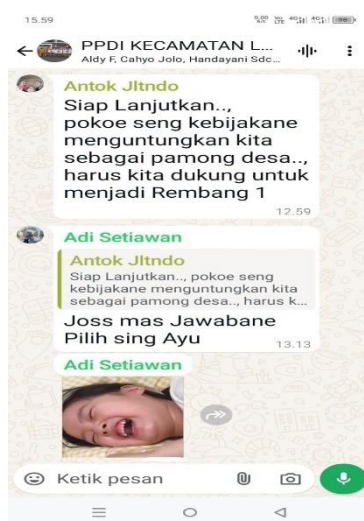 15.59
PPDI KECAMATAN L...
Aldy F, Cahyo Jolo, Handayani Sdc...
Antok JItndo
Siap Lanjutkan..,
pokoe seng kebijakane
menguntungkan kita
sebagai pamong desa..,
harus kita dukung untuk
menjadi Rembang 1
12.59
Adi Setiawan
Antok JItndo
Siap Lanjutkan.., pokoe seng
kebijakane menguntungkan kita
sebagai pamong desa.., harus k...
Joss mas Jawabane
Pilih sing Ayu
13.13
Adi Setiawan
Ketik pesan